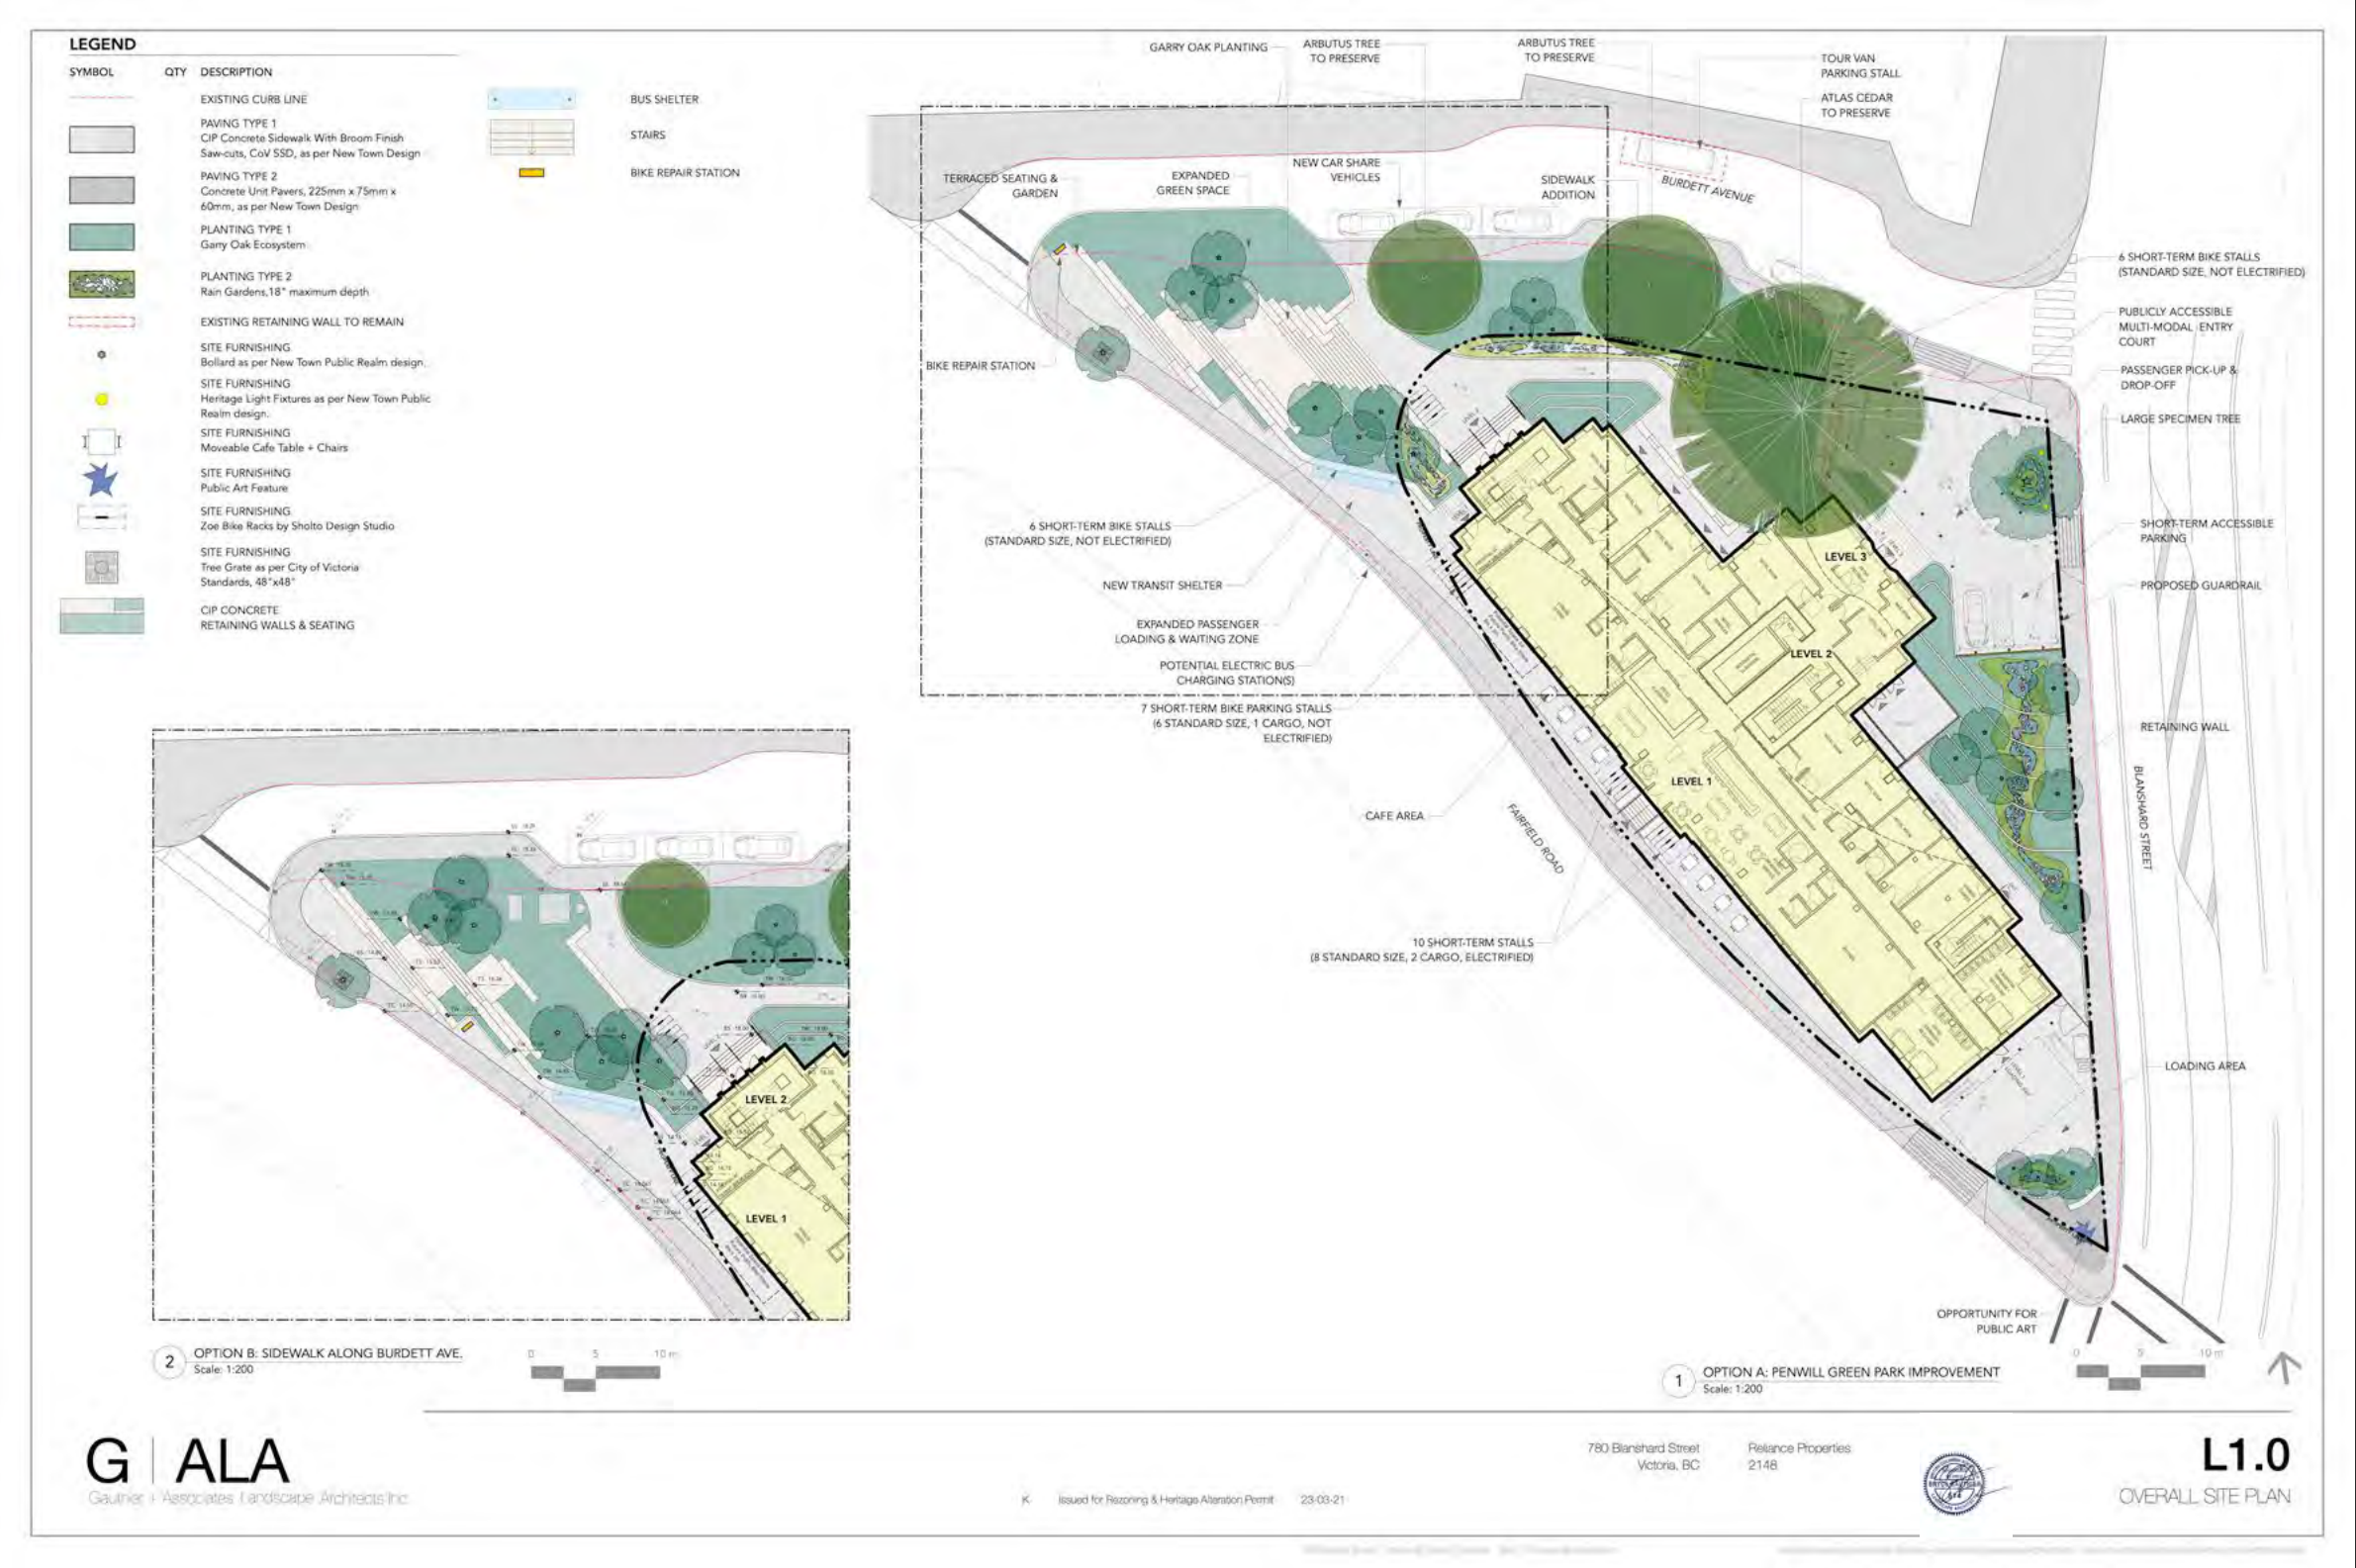 LEGEND
SYMBOL QTY DESCRIPTION
EXISTING CURB LINE
PAVING TYPE 1
CIP Concrete Sidewalk With Broom Finish
Saw-cuts, CoV SSD, as per New Town Design
PAVING TYPE 2
Concrete Unit Pavers, 225mm x 75mm x
60mm, as per New Town Design
PLANTING TYPE 1
Garry Oak Ecosystem
PLANTING TYPE 2
Rain Gardens, 18" maximum depth
EXISTING RETAINING WALL TO REMAIN
SITE FURNISHING
Bollard as per New Town Public Realm design.
SITE FURNISHING
Heritage Light Fixtures as per New Town Public
Realm design.
SITE FURNISHING
Moveable Cafe Table + Chairs
SITE FURNISHING
Public Art Feature
SITE FURNISHING
Zoe Bike Racks by Sholto Design Studio
SITE FURNISHING
Tree Grate as per City of Victoria
Standards, 48"x48"
CIP CONCRETE
RETAINING WALLS & SEATING
BUS SHELTER
STAIRS
BIKE REPAIR STATION
GARRY OAK PLANTING
ARBUTUS TREE
TO PRESERVE
ARBUTUS TREE
TO PRESERVE
TOUR VAN
PARKING STALL
ATLAS CEDAR
TO PRESERVE
TERRACED SEATING &
GARDEN
EXPANDED
GREEN SPACE
NEW CAR SHARE
VEHICLES
SIDEWALK
ADDITION
BURDETT AVENUE
6 SHORT-TERM BIKE STALLS
(STANDARD SIZE, NOT ELECTRIFIED)
PUBLICLY ACCESSIBLE
MULTI-MODAL ENTRY
COURT
PASSENGER PICK-UP &
DROP-OFF
LARGE SPECIMEN TREE
SHORT-TERM ACCESSIBLE
PARKING
PROPOSED GUARDRAIL
RETAINING WALL
BLANSHARD STREET
LOADING AREA
BIKE REPAIR STATION
6 SHORT-TERM BIKE STALLS
(STANDARD SIZE, NOT ELECTRIFIED)
NEW TRANSIT SHELTER
EXPANDED PASSENGER
LOADING & WAITING ZONE
POTENTIAL ELECTRIC BUS
CHARGING STATION(S)
7 SHORT-TERM BIKE PARKING STALLS
(6 STANDARD SIZE, 1 CARGO, NOT
ELECTRIFIED)
CAFE AREA
FAIRFIELD ROAD
10 SHORT-TERM STALLS
(8 STANDARD SIZE, 2 CARGO, ELECTRIFIED)
LEVEL 3
LEVEL 2
LEVEL 1
OPPORTUNITY FOR
PUBLIC ART
LEVEL 2
LEVEL 1
2 OPTION B: SIDEWALK ALONG BURDETT AVE.
Scale: 1:200
0 5 10 m
1 OPTION A: PENWILL GREEN PARK IMPROVEMENT
Scale: 1:200
0 5 10 m
G | ALA
Gauthier + Associates Landscape Architects Inc.
K Issued for Rezoning & Heritage Alteration Permit 23-03-21
780 Blanshard Street
Victoria, BC
Reliance Properties
2148
L1.0
OVERALL SITE PLAN